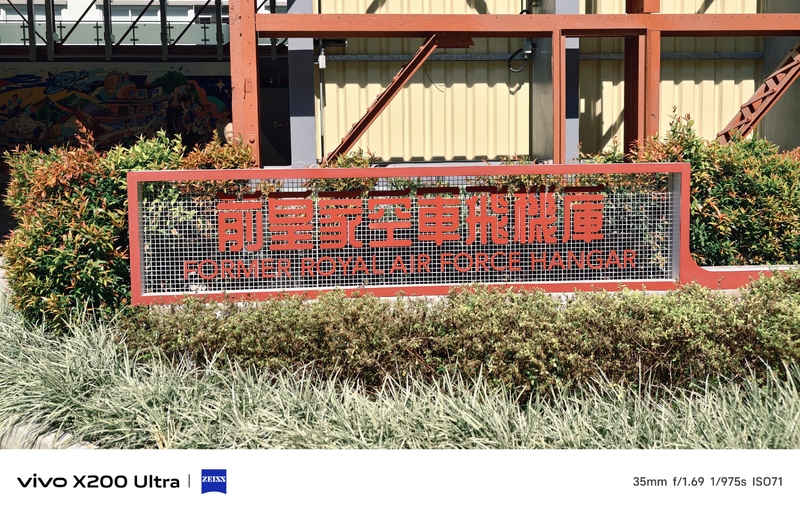 前皇家空軍飛機庫
FORMER ROYAL AIR FORCE HANGAR
vivo X200 Ultra | ZEISS
35mm f/1.69 1/975s ISO71